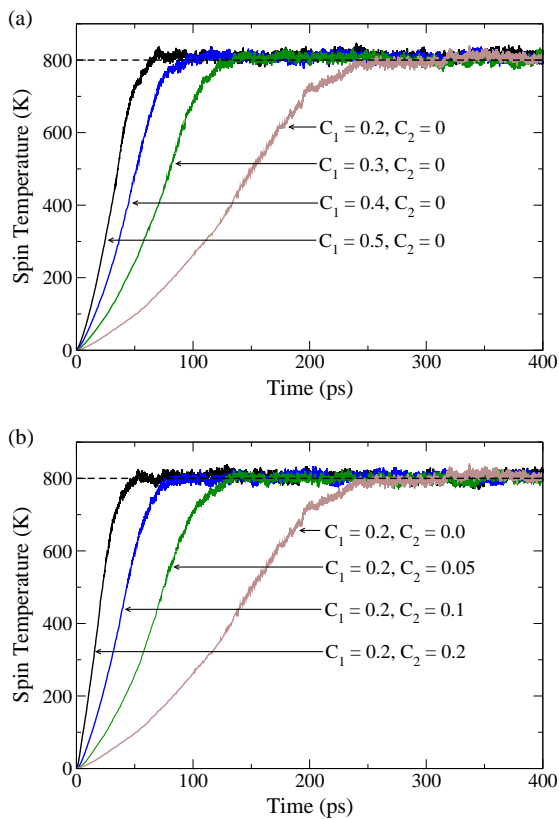 (a)
800
600
400
200
0
Spin Temperature (K)
C₁ = 0.2, C₂ = 0
C₁ = 0.3, C₂ = 0
C₁ = 0.4, C₂ = 0
C₁ = 0.5, C₂ = 0
0 100 200 300 400
Time (ps)
(b)
800
600
400
200
0
Spin Temperature (K)
C₁ = 0.2, C₂ = 0.0
C₁ = 0.2, C₂ = 0.05
C₁ = 0.2, C₂ = 0.1
C₁ = 0.2, C₂ = 0.2
0 100 200 300 400
Time (ps)